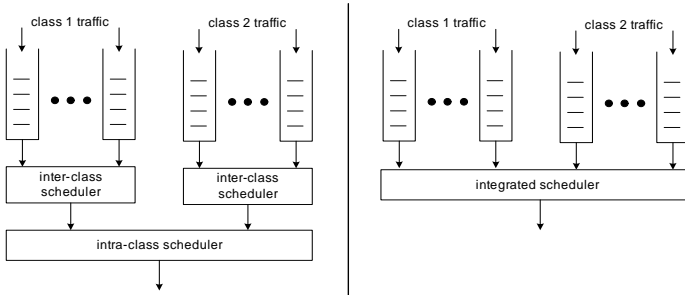 class 1 traffic
class 2 traffic
inter-class
scheduler
inter-class
scheduler
intra-class scheduler
class 1 traffic
class 2 traffic
integrated scheduler